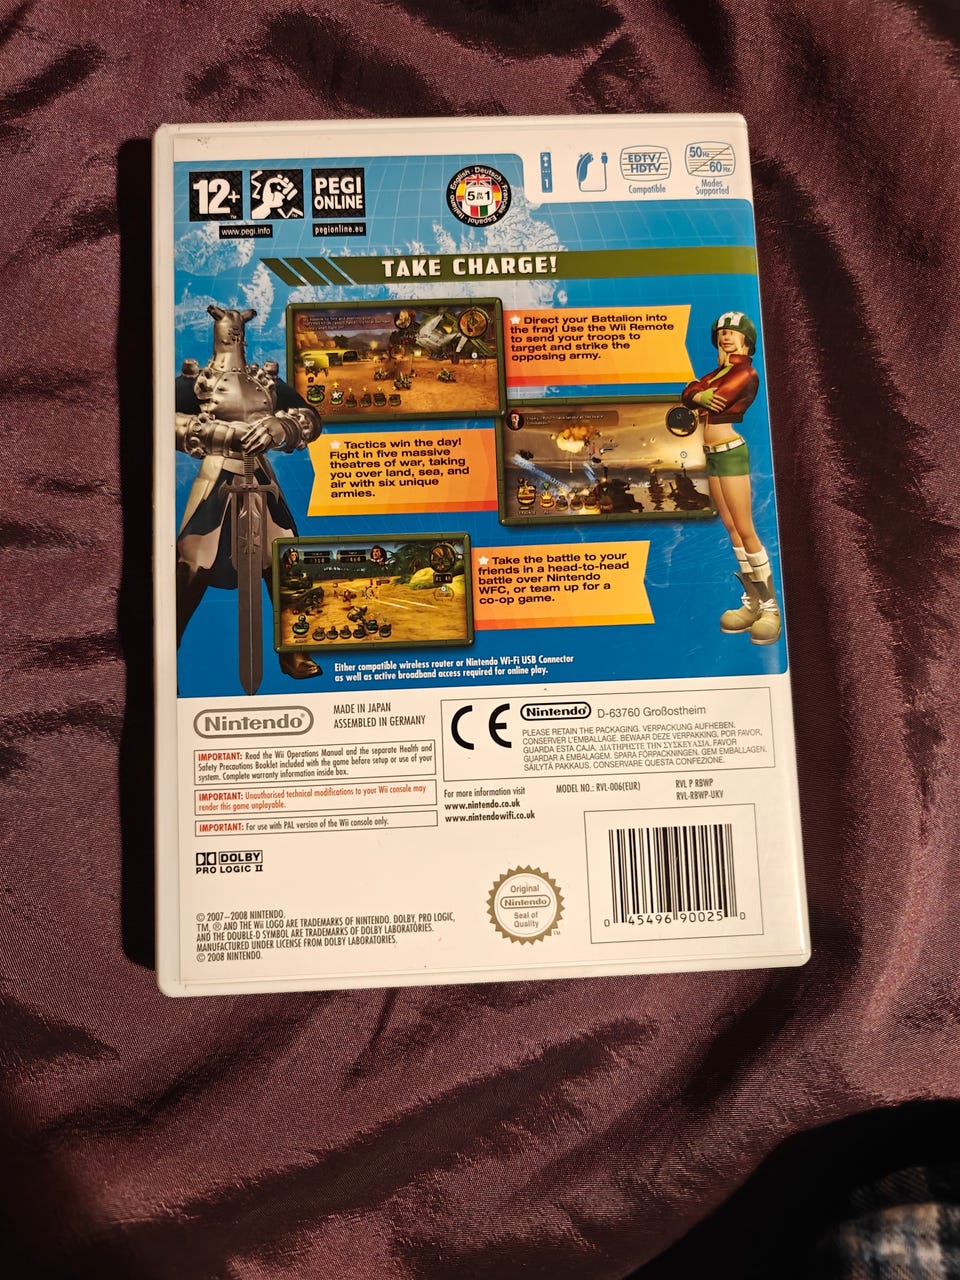 12+
™
www.pegi.info
PEGI
ONLINE
pegionline.eu
English · Deutsch · Français · Español · Italiano
5 IN 1
1
EDTV/
HDTV
Compatible
50Hz
60Hz
Modes
Supported
TAKE CHARGE!
Direct your Battalion into
the fray! Use the Wii Remote
to send your troops to
target and strike the
opposing army.
Tactics win the day!
Fight in five massive
theatres of war, taking
you over land, sea, and
air with six unique
armies.
Take the battle to your
friends in a head-to-head
battle over Nintendo
WFC, or team up for a
co-op game.
Either compatible wireless router or Nintendo Wi-Fi USB Connector
as well as active broadband access required for online play.
Nintendo®
MADE IN JAPAN
ASSEMBLED IN GERMANY
CE
Nintendo® D-63760 Großostheim
PLEASE RETAIN THE PACKAGING. VERPACKUNG AUFHEBEN.
CONSERVER L'EMBALLAGE. BEWAAR DEZE VERPAKKING. POR FAVOR,
GUARDA ESTA CAJA. ΔΙΑΤΗΡΗΣΤΕ ΤΗΝ ΣΥΣΚΕΥΑΣΙΑ. FAVOR
GUARDAR A EMBALAGEM. SPARA FÖRPACKNINGEN. GEM EMBALLAGEN.
SÄILYTÄ PAKKAUS. CONSERVARE QUESTA CONFEZIONE.
IMPORTANT: Read the Wii Operations Manual and the separate Health and
Safety Precautions Booklet included with the game before setup or use of your
system. Complete warranty information inside box.
IMPORTANT: Unauthorised technical modifications to your Wii console may
render this game unplayable.
IMPORTANT: For use with PAL version of the Wii console only.
For more information visit
www.nintendo.co.uk
www.nintendowifi.co.uk
MODEL NO.: RVL-006(EUR)
RVL P RBWP
RVL-RBWP-UKV
DOLBY
PRO LOGIC II
Original
Nintendo
Seal of
Quality
™
0 45496 90025 0
© 2007–2008 NINTENDO.
TM, ® AND THE Wii LOGO ARE TRADEMARKS OF NINTENDO. DOLBY, PRO LOGIC,
AND THE DOUBLE-D SYMBOL ARE TRADEMARKS OF DOLBY LABORATORIES.
MANUFACTURED UNDER LICENSE FROM DOLBY LABORATORIES.
© 2008 NINTENDO.